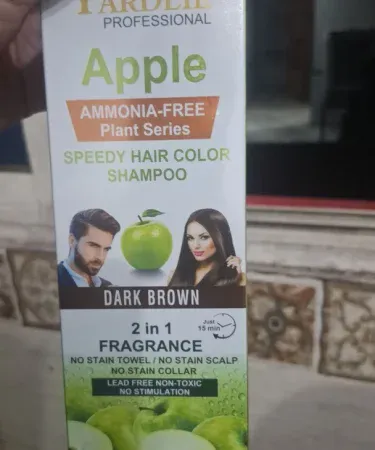 PROFESSIONAL
Apple
AMMONIA-FREE
Plant Series
SPEEDY HAIR COLOR
SHAMPOO
DARK BROWN
2 in 1
Just
15 min
FRAGRANCE
NO STAIN TOWEL / NO STAIN SCALP
NO STAIN COLLAR
LEAD FREE NON-TOXIC
NO STIMULATION